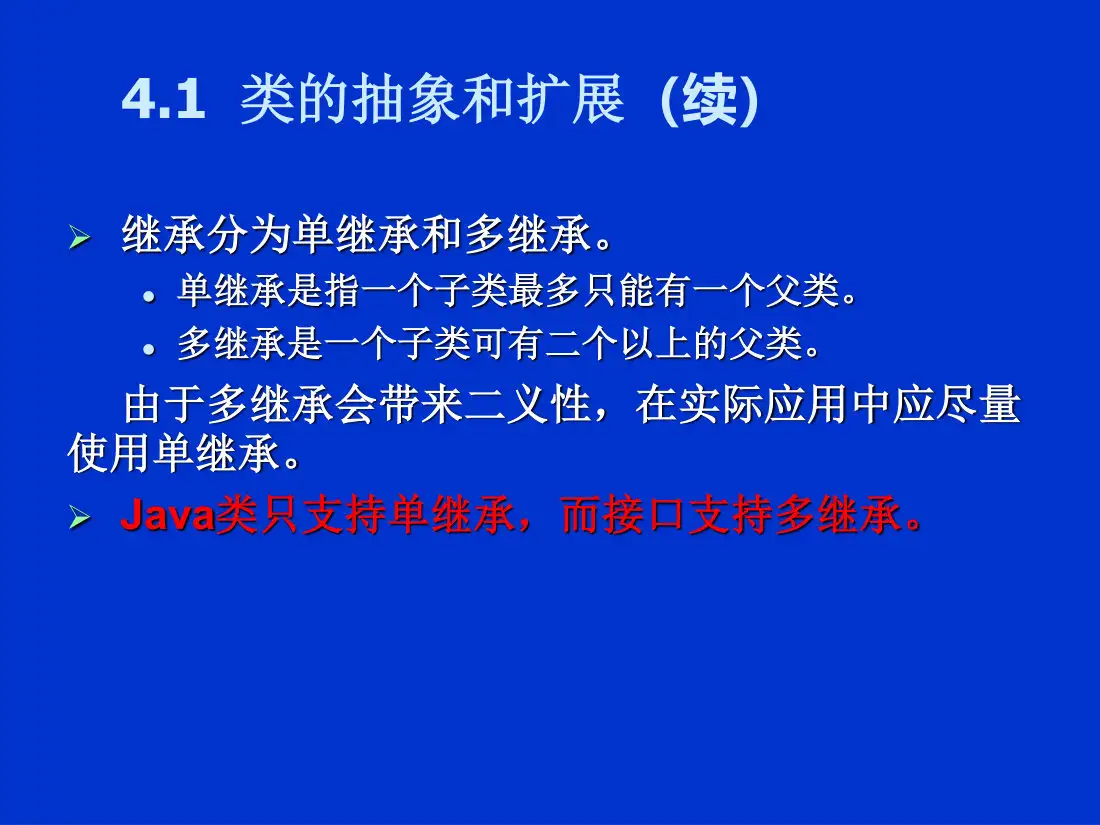 4.1 类的抽象和扩展 (续)
继承分为单继承和多继承。
单继承是指一个子类最多只能有一个父类。
多继承是一个子类可有二个以上的父类。
由于多继承会带来二义性，在实际应用中应尽量
使用单继承。
Java类只支持单继承，而接口支持多继承。